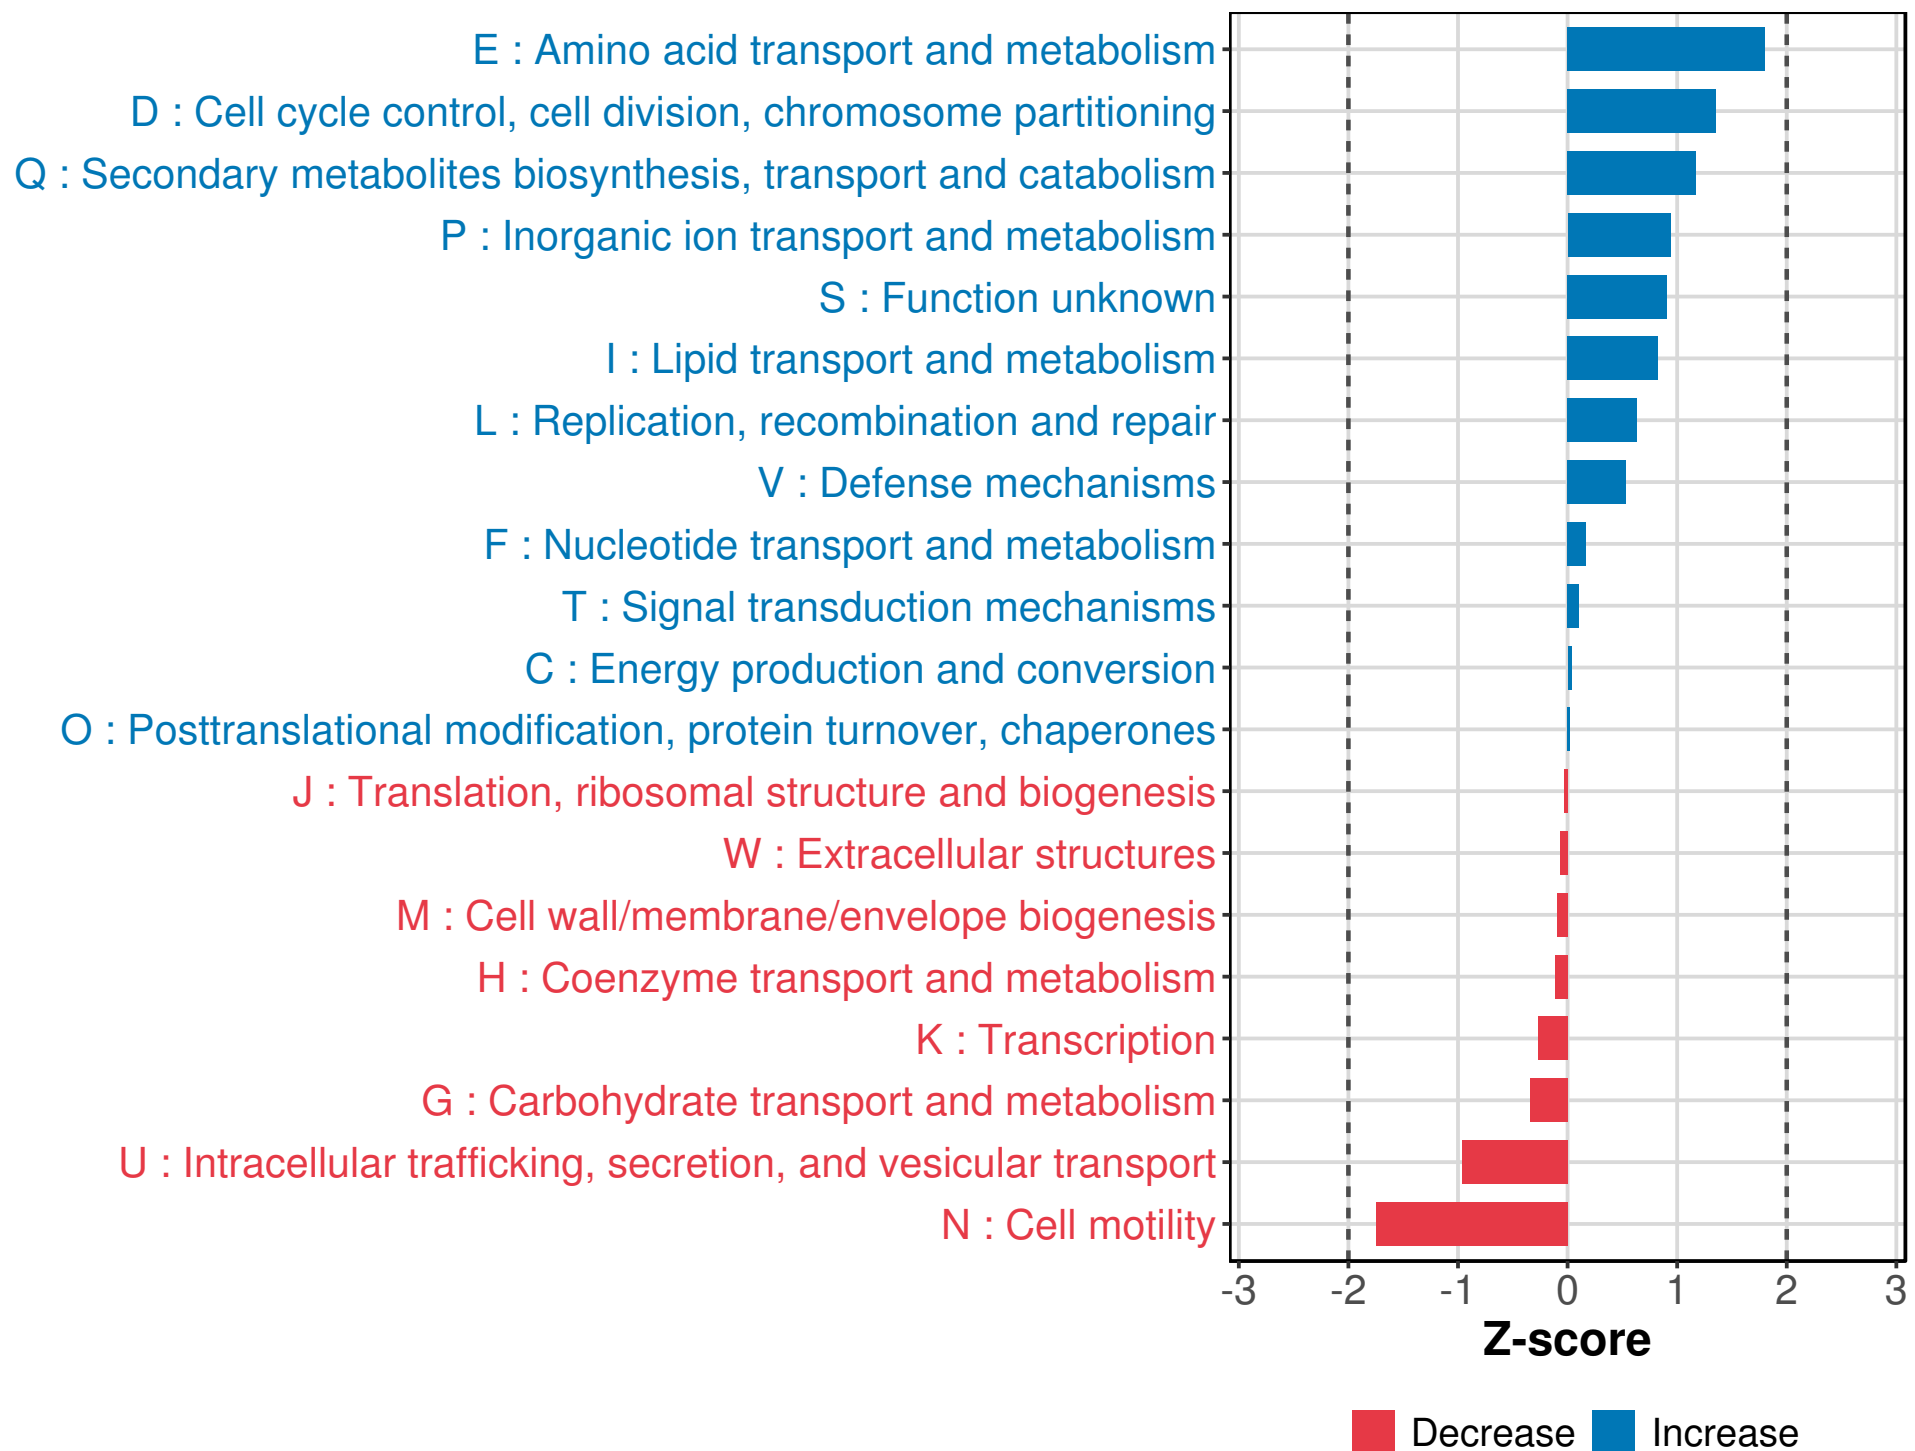 E : Amino acid transport and metabolism
D : Cell cycle control, cell division, chromosome partitioning
Q : Secondary metabolites biosynthesis, transport and catabolism
P : Inorganic ion transport and metabolism
S : Function unknown
I : Lipid transport and metabolism
L : Replication, recombination and repair
V : Defense mechanisms
F : Nucleotide transport and metabolism
T : Signal transduction mechanisms
C : Energy production and conversion
O : Posttranslational modification, protein turnover, chaperones
J : Translation, ribosomal structure and biogenesis
W : Extracellular structures
M : Cell wall/membrane/envelope biogenesis
H : Coenzyme transport and metabolism
K : Transcription
G : Carbohydrate transport and metabolism
U : Intracellular trafficking, secretion, and vesicular transport
N : Cell motility
-3 -2 -1 0 1 2 3
Z-score
Decrease Increase